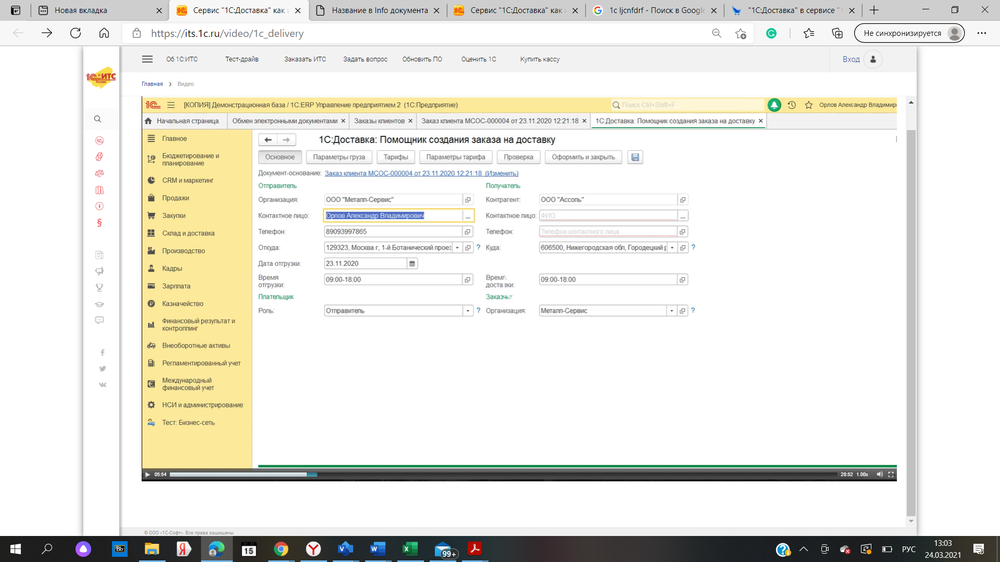 Новая вкладка
Сервис "1С:Доставка" как
Название в Info документа
Сервис "1С:Доставка" как
1c ljcnfdrf - Поиск в Google
"1С:Доставка" в сервисе "1
https://its.1c.ru/video/1c_delivery
Не синхронизируется
Об 1С:ИТС Тест-драйв Заказать ИТС Задать вопрос Обновить ПО Оценить 1С Купить кассу
Вход
1С ИТС
Россия
Главная Видео
[КОПИЯ] Демонстрационная база / 1С:ERP Управление предприятием 2 (1С:Предприятие)
Поиск Ctrl+Shift+F
Орлов Александр Владимиро
Начальная страница
Обмен электронными документами
Заказы клиентов
Заказ клиента МСОС-000004 от 23.11.2020 12:21:18
1С:Доставка: Помощник создания заказа на доставку
Главное
Бюджетирование и
планирование
CRM и маркетинг
Продажи
Закупки
Склад и доставка
Производство
Кадры
Зарплата
Казначейство
Финансовый результат и
контроллинг
Внеоборотные активы
Регламентированный учет
Международный
финансовый учет
НСИ и администрирование
Тест: Бизнес-сеть
1С:Доставка: Помощник создания заказа на доставку
Основное Параметры груза Тарифы Параметры тарифа Проверка Оформить и закрыть
Документ-основание: Заказ клиента МСОС-000004 от 23.11.2020 12:21:18 (Изменить)
Отправитель Получатель
Организация: ООО "Металл-Сервис" Контрагент: ООО "Ассоль"
Контактное лицо: Орлов Александр Владимирович ... Контактное лицо: ФИО ...
Телефон: 89093997865 Телефон: Телефон контактного лица
Откуда: 129323, Москва г, 1-й Ботанический проез ? Куда: 606500, Нижегородская обл, Городецкий р ?
Дата отгрузки: 23.11.2020
Время
отгрузки: 09:00-18:00
Время
доставки: 09:00-18:00
Плательщик Заказчик
Роль: Отправитель ? Организация: Металл-Сервис ?
05:54 28:52 1.00x
© ООО «1С-Софт». Все права защищены
Bb
15
99+
РУС
13:03
24.03.2021